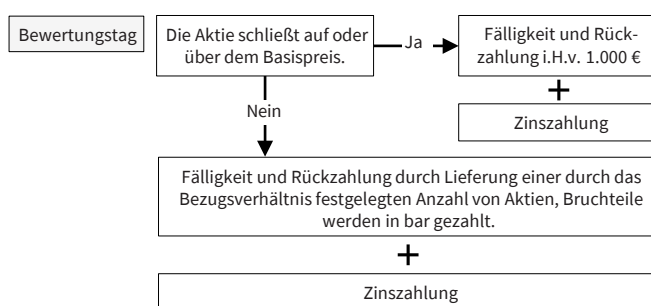 Bewertungstag
Die Aktie schließt auf oder
über dem Basispreis.
Ja
Fälligkeit und Rück-
zahlung i.H.v. 1.000 €
+
Zinszahlung
Nein
Fälligkeit und Rückzahlung durch Lieferung einer durch das
Bezugsverhältnis festgelegten Anzahl von Aktien, Bruchteile
werden in bar gezahlt.
+
Zinszahlung